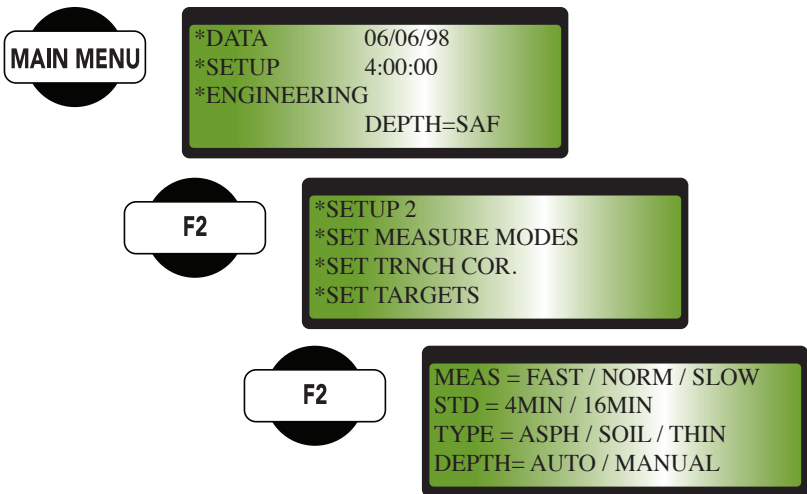 MAIN MENU
*DATA 06/06/98
*SETUP 4:00:00
*ENGINEERING
DEPTH=SAF
F2
*SETUP 2
*SET MEASURE MODES
*SET TRNCH COR.
*SET TARGETS
F2
MEAS = FAST / NORM / SLOW
STD = 4MIN / 16MIN
TYPE = ASPH / SOIL / THIN
DEPTH= AUTO / MANUAL